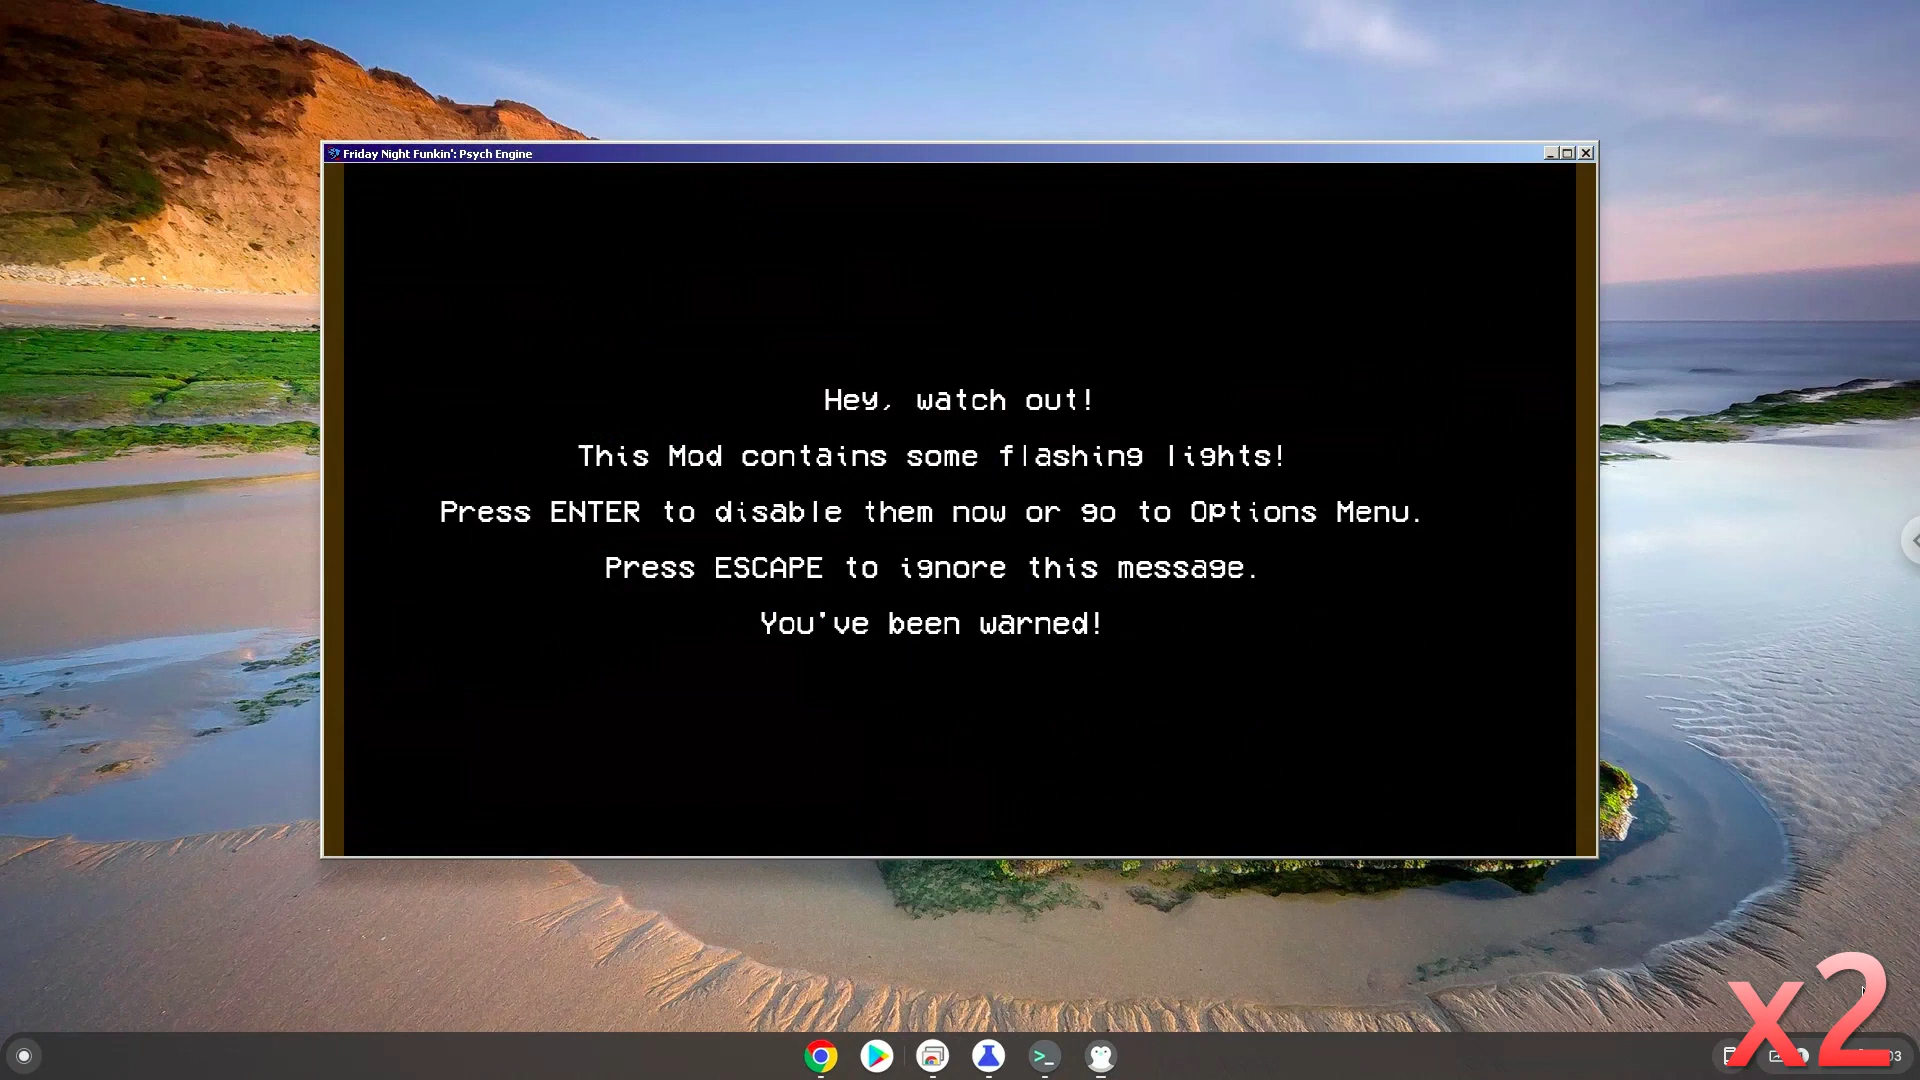 Friday Night Funkin': Psych Engine
Hey, watch out!
This Mod contains some flashing lights!
Press ENTER to disable them now or go to Options Menu.
Press ESCAPE to ignore this message.
You've been warned!
x2
03